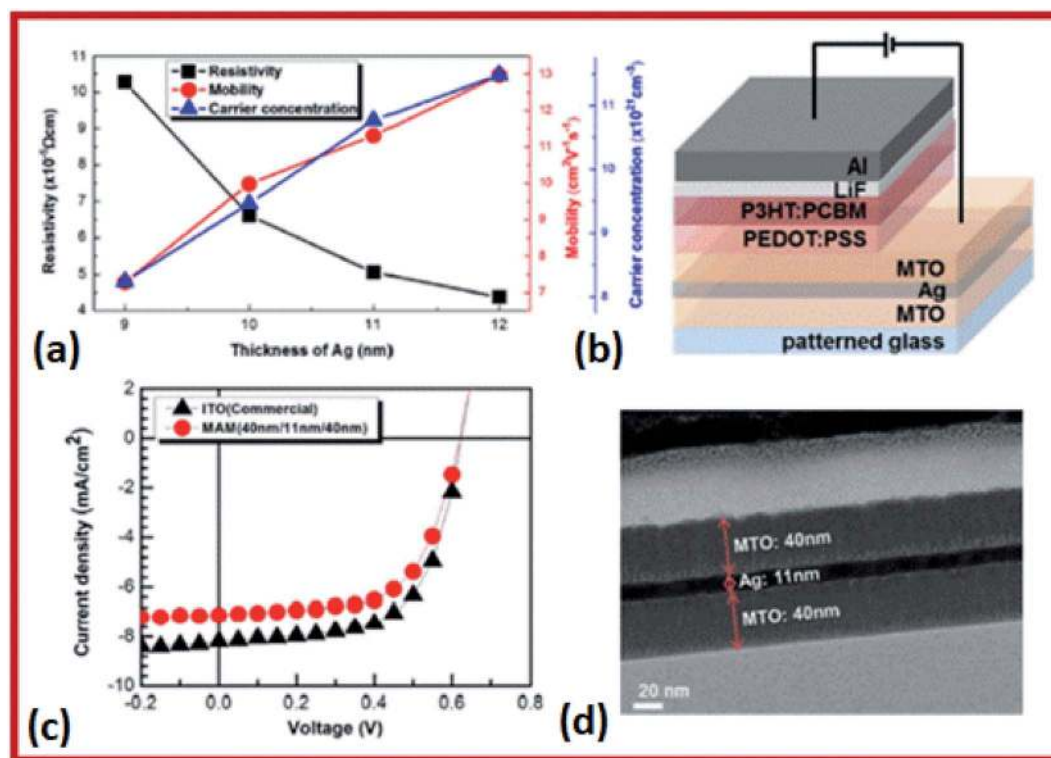 Resistivity
Mobility
Carrier concentration
Resistivity (x10⁻⁵Ωcm)
11
10
9
8
7
6
5
4
9
10
11
12
Thickness of Ag (nm)
Mobility (cm²V⁻¹s⁻¹)
13
12
11
10
9
8
7
Carrier concentration (x10²¹cm⁻³)
11
10
9
8
(a)
Al
LiF
P3HT:PCBM
PEDOT:PSS
MTO
Ag
MTO
patterned glass
(b)
ITO(Commercial)
MAM(40nm/11nm/40nm)
Current density (mA/cm²)
2
0
-2
-4
-6
-8
-10
-0.2
0.0
0.2
0.4
0.6
0.8
Voltage (V)
(c)
MTO: 40nm
Ag: 11nm
MTO: 40nm
20 nm
(d)